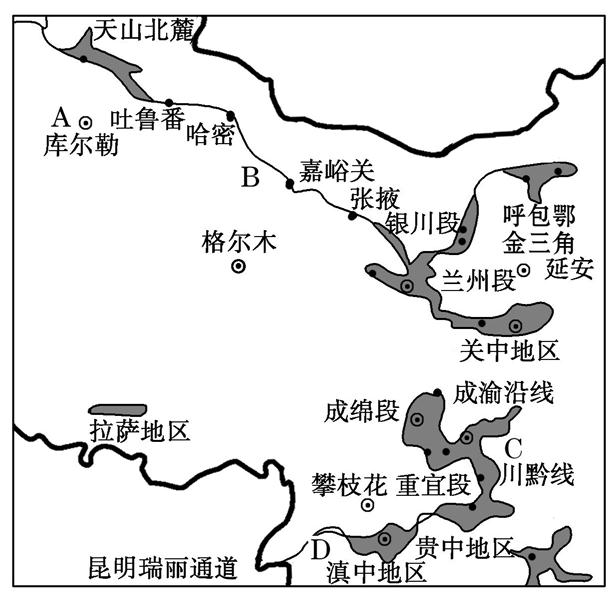 天山北麓
A
库尔勒
吐鲁番
哈密
B
嘉峪关
张掖
银川段
呼包鄂
金三角
格尔木
兰州段
延安
关中地区
拉萨地区
成绵段
成渝沿线
C
川黔线
攀枝花
重宜段
D
贵中地区
滇中地区
昆明瑞丽通道